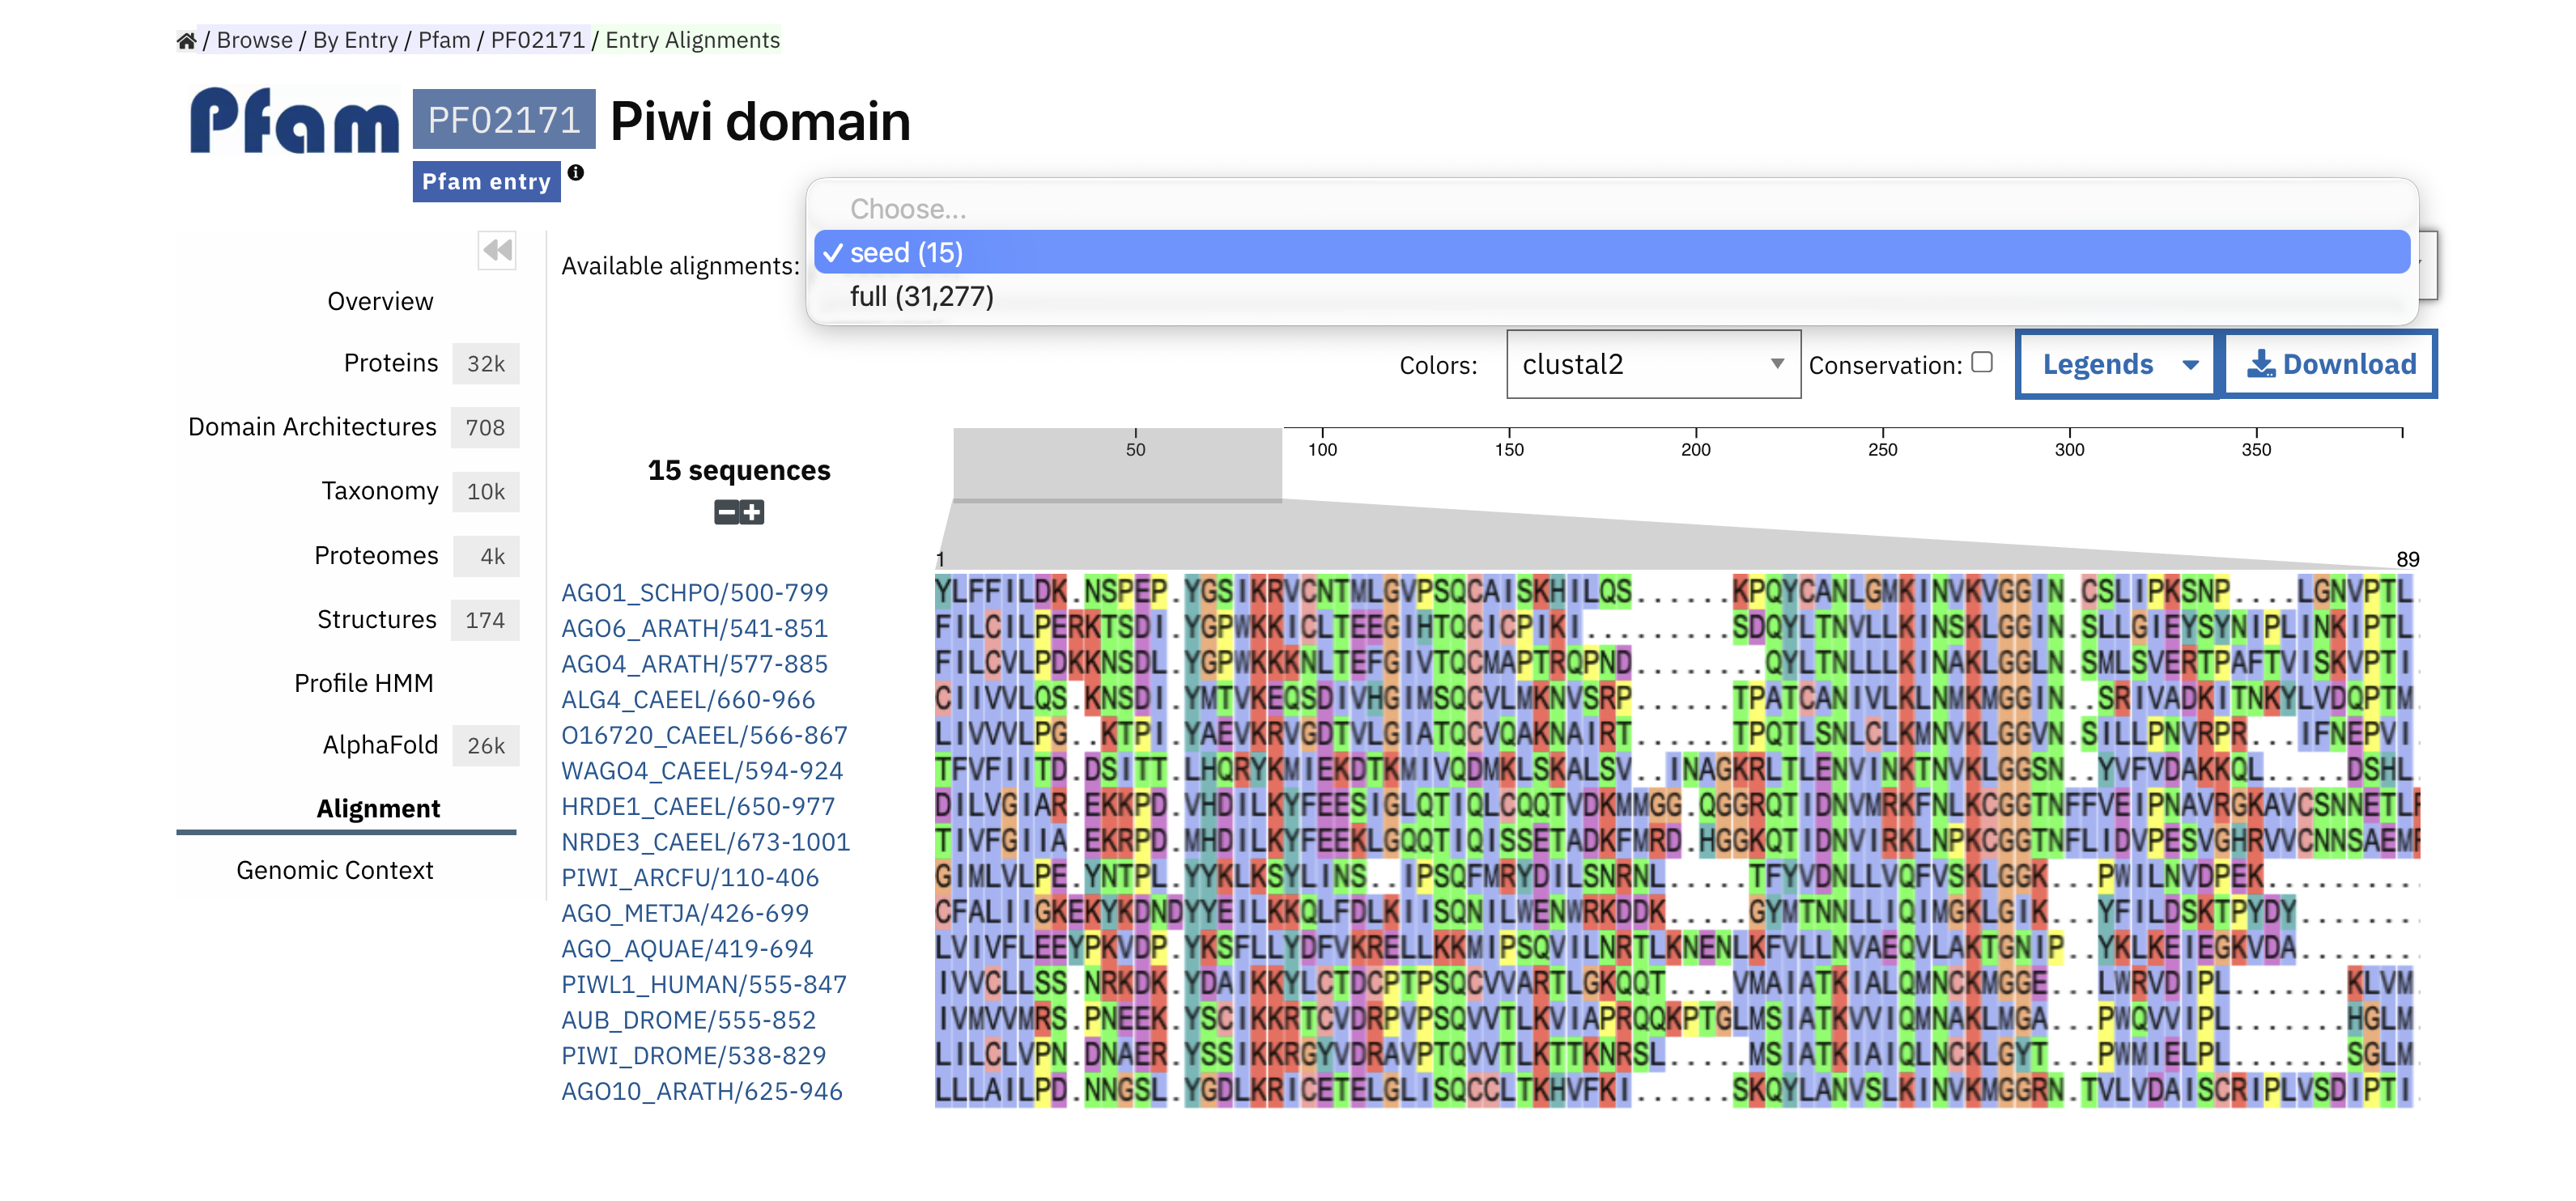 / Browse / By Entry / Pfam / PF02171 / Entry Alignments
Pfam PF02171 Piwi domain
Pfam entry
Choose...
Available alignments: ✓ seed (15)
full (31,277)
Overview
Colors: clustal2 Conservation: Legends Download
Proteins 32k
Domain Architectures 708
50 100 150 200 250 300 350
15 sequences
Taxonomy 10k
Proteomes 4k
1 89
Structures 174
Profile HMM
AlphaFold 26k
Alignment
Genomic Context
AGO1_SCHPO/500-799 YLFFILDK.NSPEP.YGSIKRVCNTMLGVPSQCAISKHILQS......KPQYCANLGMKINVKVGGIN.CSLIPKSNP....LGNVPTL
AGO6_ARATH/541-851 FILCILPERKTSDI.YGPWKKICLTEEGIHTQCICPIKI.........SDQYLTNVLLKINSKLGGIN.SLLGIEYSYNIPLINKIPTL
AGO4_ARATH/577-885 FILCVLPDKKNSDL.YGPWKKKNLTEFGIVTQCMAPTRQPND........QYLTNLLLKINAKLGGLN.SMLSVERTPAFTVISKVPTI
ALG4_CAEEL/660-966 CIIVVLQS.KNSDI.YMTVKEQSDIVHGIMSQCVLMKNVSRP......TPATCANIVLKLNMKMGGIN..SRIVADKITNKYLVDQPTM
O16720_CAEEL/566-867 LIVVVLPG..KTPI.YAEVKRVGDTVLGIATQCVQAKNAIRT......TPQTLSNLCLKMNVKLGGVN.SILLPNVRPR...IFNEPVI
WAGO4_CAEEL/594-924 TFVFIITD.DSITT.LHQRYKMIEKDTKMIVQDMKLSKALSV..INAGKRLTLENVINKTNVKLGGSN..YVFVDAKKQL.....DSHL
HRDE1_CAEEL/650-977 DILVGIAR.EKKPD.VHDILKYFEESIGLQTIQLCQQTVDKMMGG.QGGRQTIDNVMRKFNLKCGGTNFFVEIPNAVRGKAVCSNNETL
NRDE3_CAEEL/673-1001 TIVFGIIA.EKRPD.MHDILKYFEEKLGQQTIQISSETADKFMRD.HGGKQTIDNVIRKLNPKCGGTNFLIDVPESVGHRVVCNNSAEM
PIWI_ARCFU/110-406 GIMLVLPE.YNTPL.YYKLKSYLINS..IPSQFMRYDILSNRNL.....TFYVDNLLVQFVSKLGGK...PWILNVDPEK.........
AGO_METJA/426-699 CFALIIGKEKYKDNDYYEILKKQLFDLKIISQNILWENWRKDDK.....GYMTNNLLIQIMGKLGIK...YFILDSKTPYDY.......
AGO_AQUAE/419-694 LVIVFLEEYPKVDP.YKSFLLYDFVKRELLKKMIPSQVILNRTLKNENLKFVLLNVAEQVLAKTGNIP..YKLKEIEGKVDA.......
PIWL1_HUMAN/555-847 IVVCLLSS.NRKDK.YDAIKKYLCTDCPTPSQCVVARTLGKQQT....VMAIATKIALQMNCKMGGE...LWRVDIPL.......KLVM
AUB_DROME/555-852 IVMVVMRS.PNEEK.YSCIKKRTCVDRPVPSQVVTLKVIAPRQQKPTGLMSIATKVVIQMNAKLMGA...PWQVVIPL.......HGLM
PIWI_DROME/538-829 LILCLVPN.DNAER.YSSIKKRGYVDRAVPTQVVTLKTTKNRSL.....MSIATKIAIQLNCKLGYT...PWMIELPL.......SGLM
AGO10_ARATH/625-946 LLLAILPD.NNGSL.YGDLKRICETELGLISQCCLTKHVFKI......SKQYLANVSLKINVKMGGRN.TVLVDAISCRIPLVSDIPTI